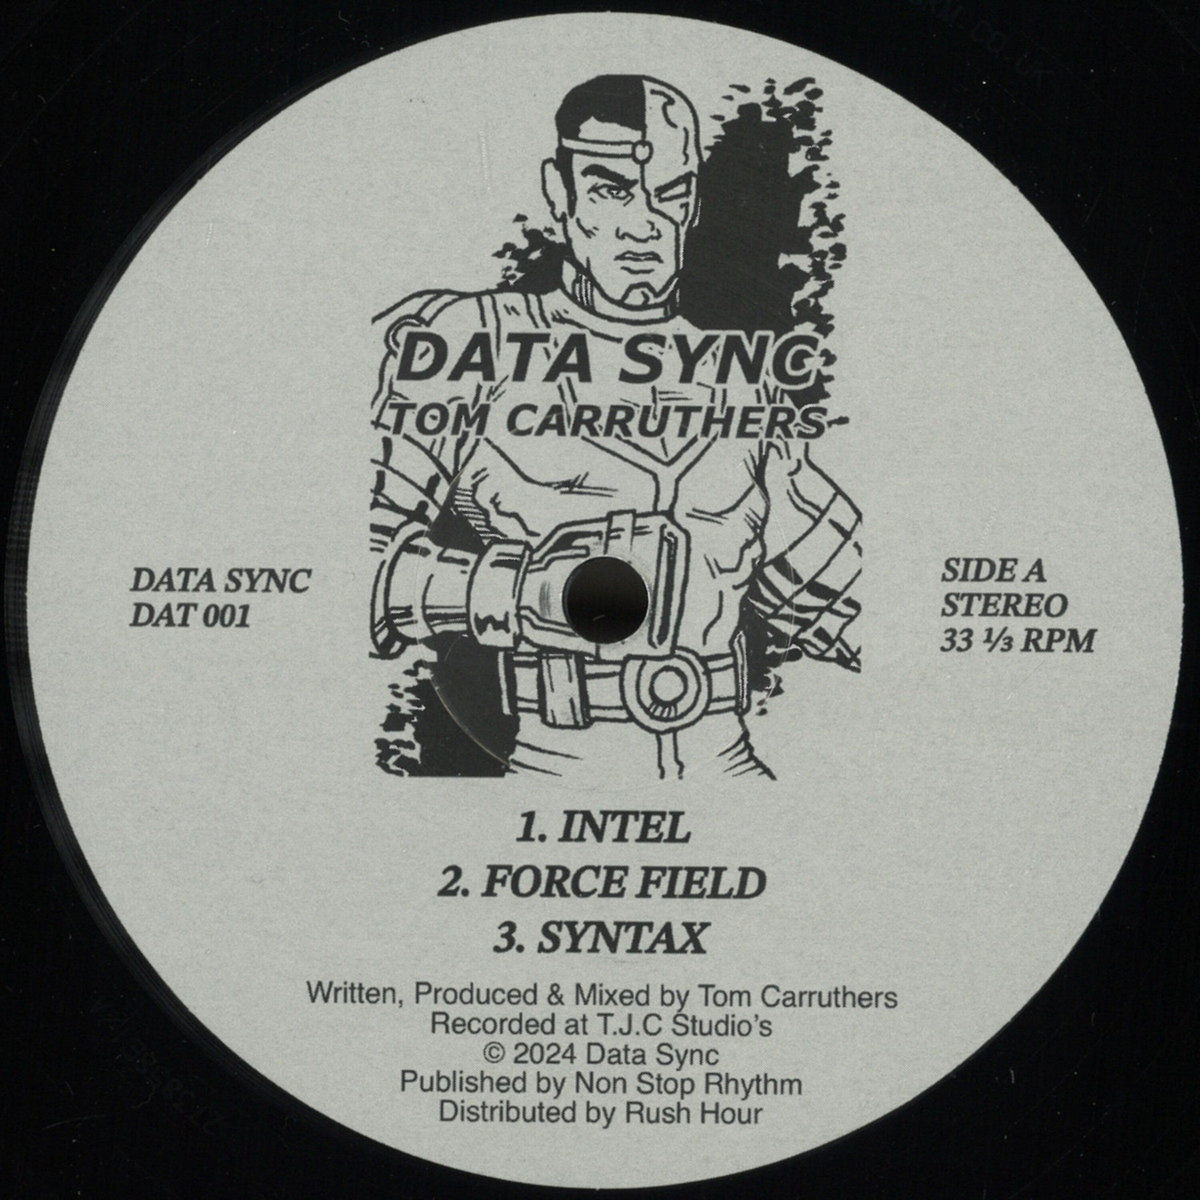 DATA SYNC
TOM CARRUTHERS
DATA SYNC
DAT 001
SIDE A
STEREO
33 ⅓ RPM
1. INTEL
2. FORCE FIELD
3. SYNTAX
Written, Produced & Mixed by Tom Carruthers
Recorded at T.J.C Studio's
© 2024 Data Sync
Published by Non Stop Rhythm
Distributed by Rush Hour